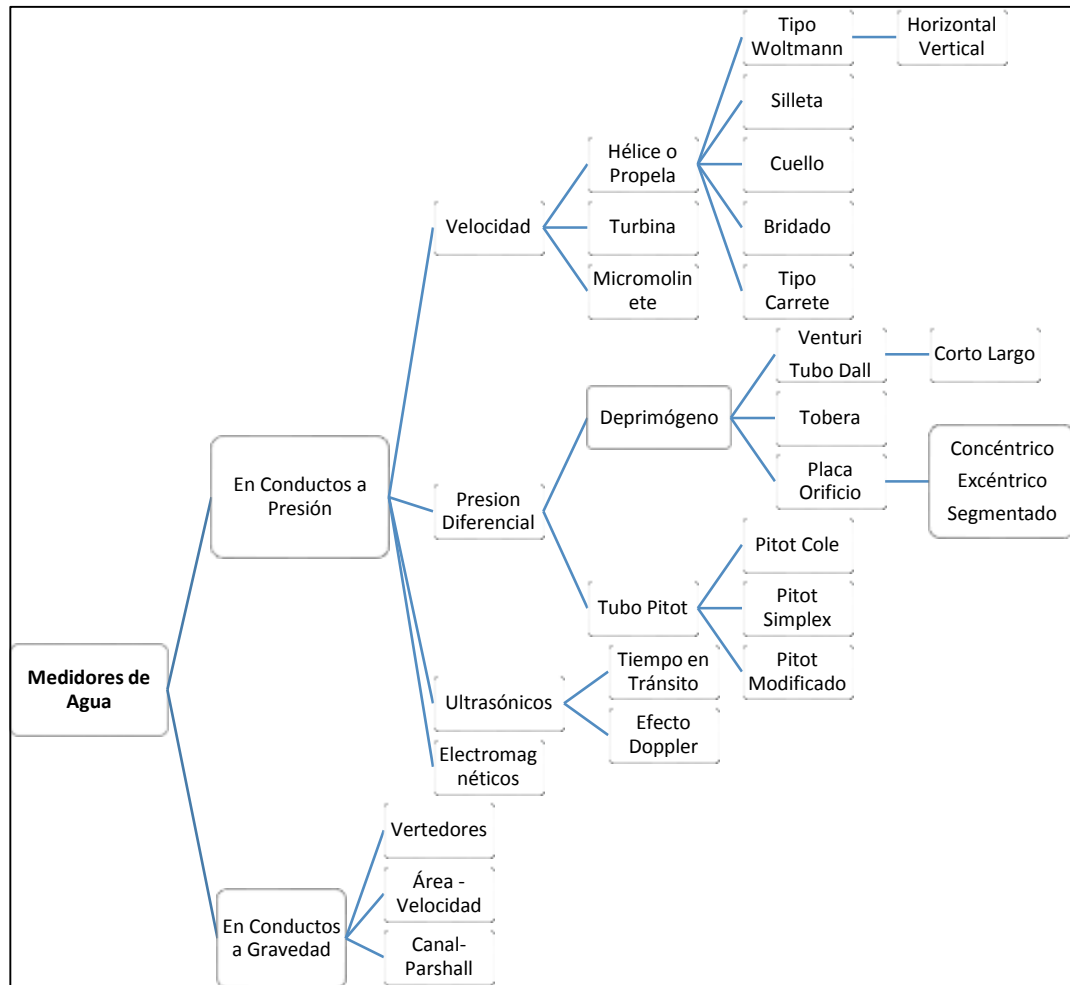 Medidores de
Agua
En Conductos a
Presión
Velocidad
Hélice o
Propela
Tipo
Woltmann
Horizontal
Vertical
Silleta
Cuello
Bridado
Tipo
Carrete
Turbina
Micromolin
ete
Presion
Diferencial
Deprimógeno
Venturi
Tubo Dall
Corto Largo
Tobera
Placa
Orificio
Concéntrico
Excéntrico
Segmentado
Tubo Pitot
Pitot Cole
Pitot
Simplex
Pitot
Modificado
Ultrasónicos
Tiempo en
Tránsito
Efecto
Doppler
Electromag
néticos
En Conductos
a Gravedad
Vertedores
Área -
Velocidad
Canal-
Parshall